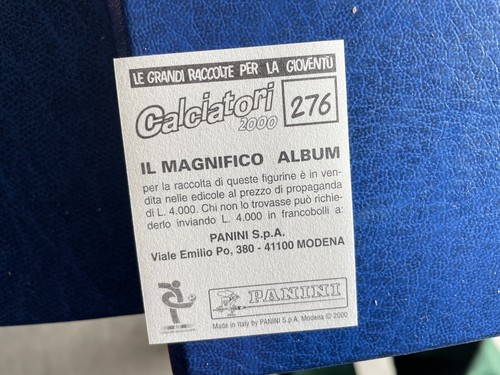 LE GRANDI RACCOLTE PER LA GIOVENTÙ
Calciatori
2000
276
IL MAGNIFICO ALBUM
per la raccolta di queste figurine è in ven-
dita nelle edicole al prezzo di propaganda
di L. 4.000. Chi non lo trovasse può richie-
derlo inviando L. 4.000 in francobolli a:
PANINI S.p.A.
Viale Emilio Po, 380 - 41100 MODENA
PANINI
Made in Italy by PANINI S.p.A. Modena © 2000